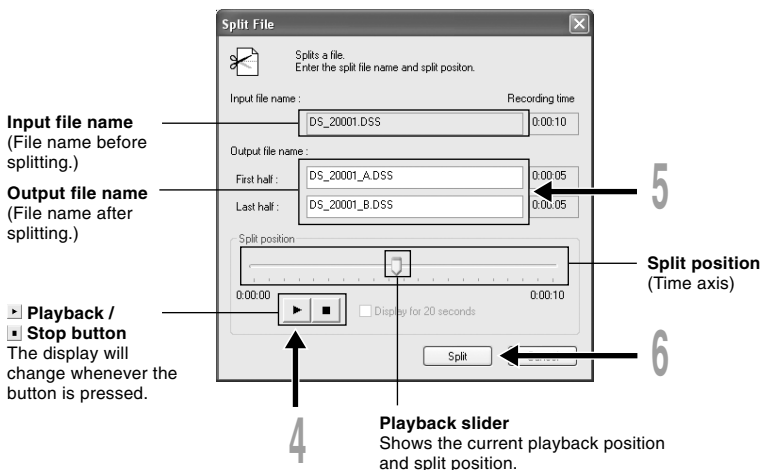 Split File
Splits a file.
Enter the split file name and split positon.
Input file name :
Recording time
DS_20001.DSS
0:00:10
Output file name :
First half :
DS_20001_A.DSS
0:00:05
Last half :
DS_20001_B.DSS
0:00:05
Split position
0:00:00
0:00:10
Display for 20 seconds
Split
Input file name
(File name before
splitting.)
Output file name
(File name after
splitting.)
Playback /
Stop button
The display will
change whenever the
button is pressed.
4
5
Split position
(Time axis)
6
Playback slider
Shows the current playback position
and split position.